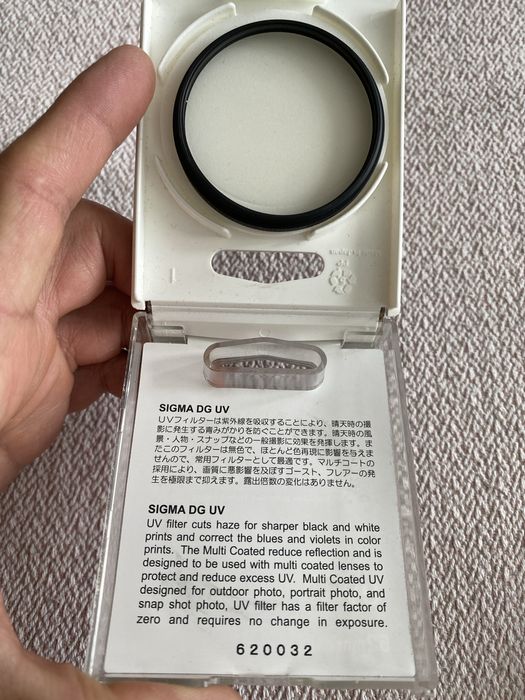 SIGMA DG UV
UVフィルターは紫外線を吸収することにより、晴天時の撮
影に発生する青みがかりを防ぐことができます。晴天時の風
景・人物・スナップなどの一般撮影に効果を発揮します。ま
たこのフィルターは無色で、ほとんど色再現に影響を与えま
せんので、常用フィルターとして最適です。マルチコートの
採用により、画質に悪影響を及ぼすゴースト、フレアーの発
生を極限まで抑えます。露出倍数の変化はありません。
SIGMA DG UV
UV filter cuts haze for sharper black and white
prints and correct the blues and violets in color
prints. The Multi Coated reduce reflection and is
designed to be used with multi coated lenses to
protect and reduce excess UV. Multi Coated UV
designed for outdoor photo, portrait photo, and
snap shot photo, UV filter has a filter factor of
zero and requires no change in exposure.
620032